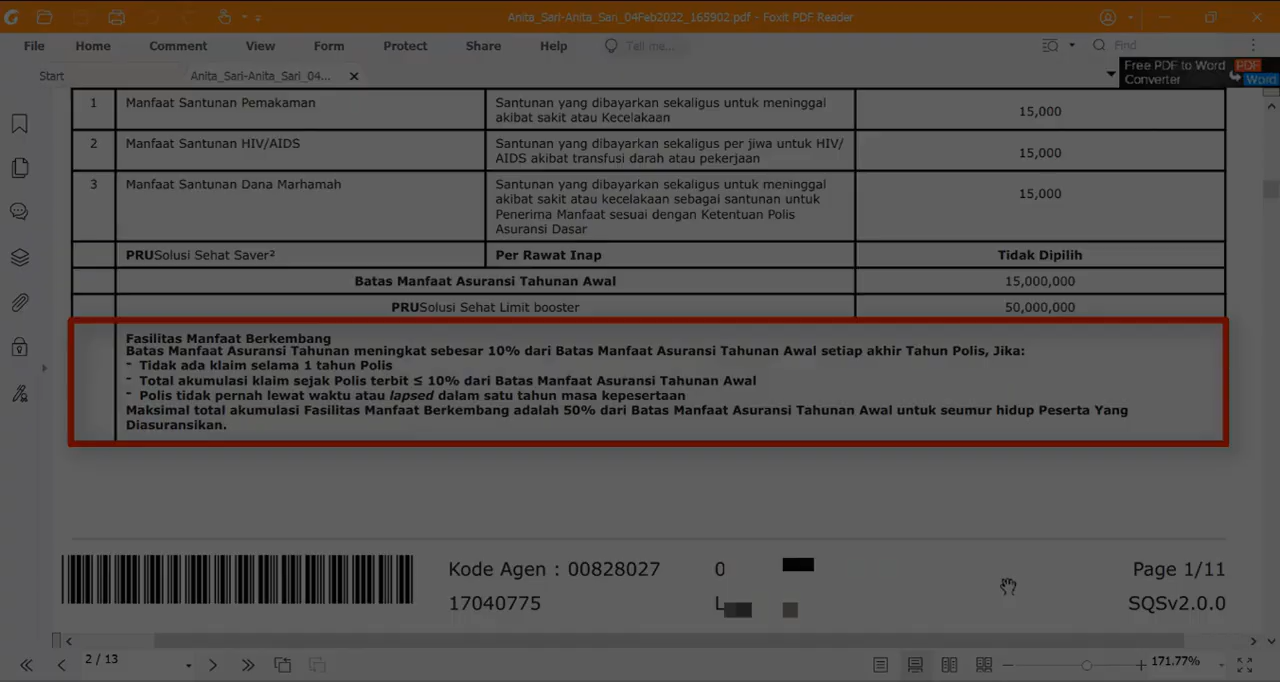 Anita_Sari-Anita_Sari_04Feb2022_165902.pdf - Foxit PDF Reader
File Home Comment View Form Protect Share Help Tell me... Find
Start Anita_Sari-Anita_Sari_04... Free PDF to Word PDF
Converter Word
1 Manfaat Santunan Pemakaman Santunan yang dibayarkan sekaligus untuk meninggal 15,000
akibat sakit atau Kecelakaan
2 Manfaat Santunan HIV/AIDS Santunan yang dibayarkan sekaligus per jiwa untuk HIV/ 15,000
AIDS akibat transfusi darah atau pekerjaan
3 Manfaat Santunan Dana Marhamah Santunan yang dibayarkan sekaligus untuk meninggal 15,000
akibat sakit atau kecelakaan sebagai santunan untuk
Penerima Manfaat sesuai dengan Ketentuan Polis
Asuransi Dasar
PRUSolusi Sehat Saver² Per Rawat Inap Tidak Dipilih
Batas Manfaat Asuransi Tahunan Awal 15,000,000
PRUSolusi Sehat Limit booster 50,000,000
Fasilitas Manfaat Berkembang
Batas Manfaat Asuransi Tahunan meningkat sebesar 10% dari Batas Manfaat Asuransi Tahunan Awal setiap akhir Tahun Polis, Jika:
- Tidak ada klaim selama 1 tahun Polis
- Total akumulasi klaim sejak Polis terbit ≤ 10% dari Batas Manfaat Asuransi Tahunan Awal
- Polis tidak pernah lewat waktu atau lapsed dalam satu tahun masa kepesertaan
Maksimal total akumulasi Fasilitas Manfaat Berkembang adalah 50% dari Batas Manfaat Asuransi Tahunan Awal untuk seumur hidup Peserta Yang
Diasuransikan.
Kode Agen : 00828027 0 Page 1/11
17040775 L SQSv2.0.0
2 / 13 171.77%